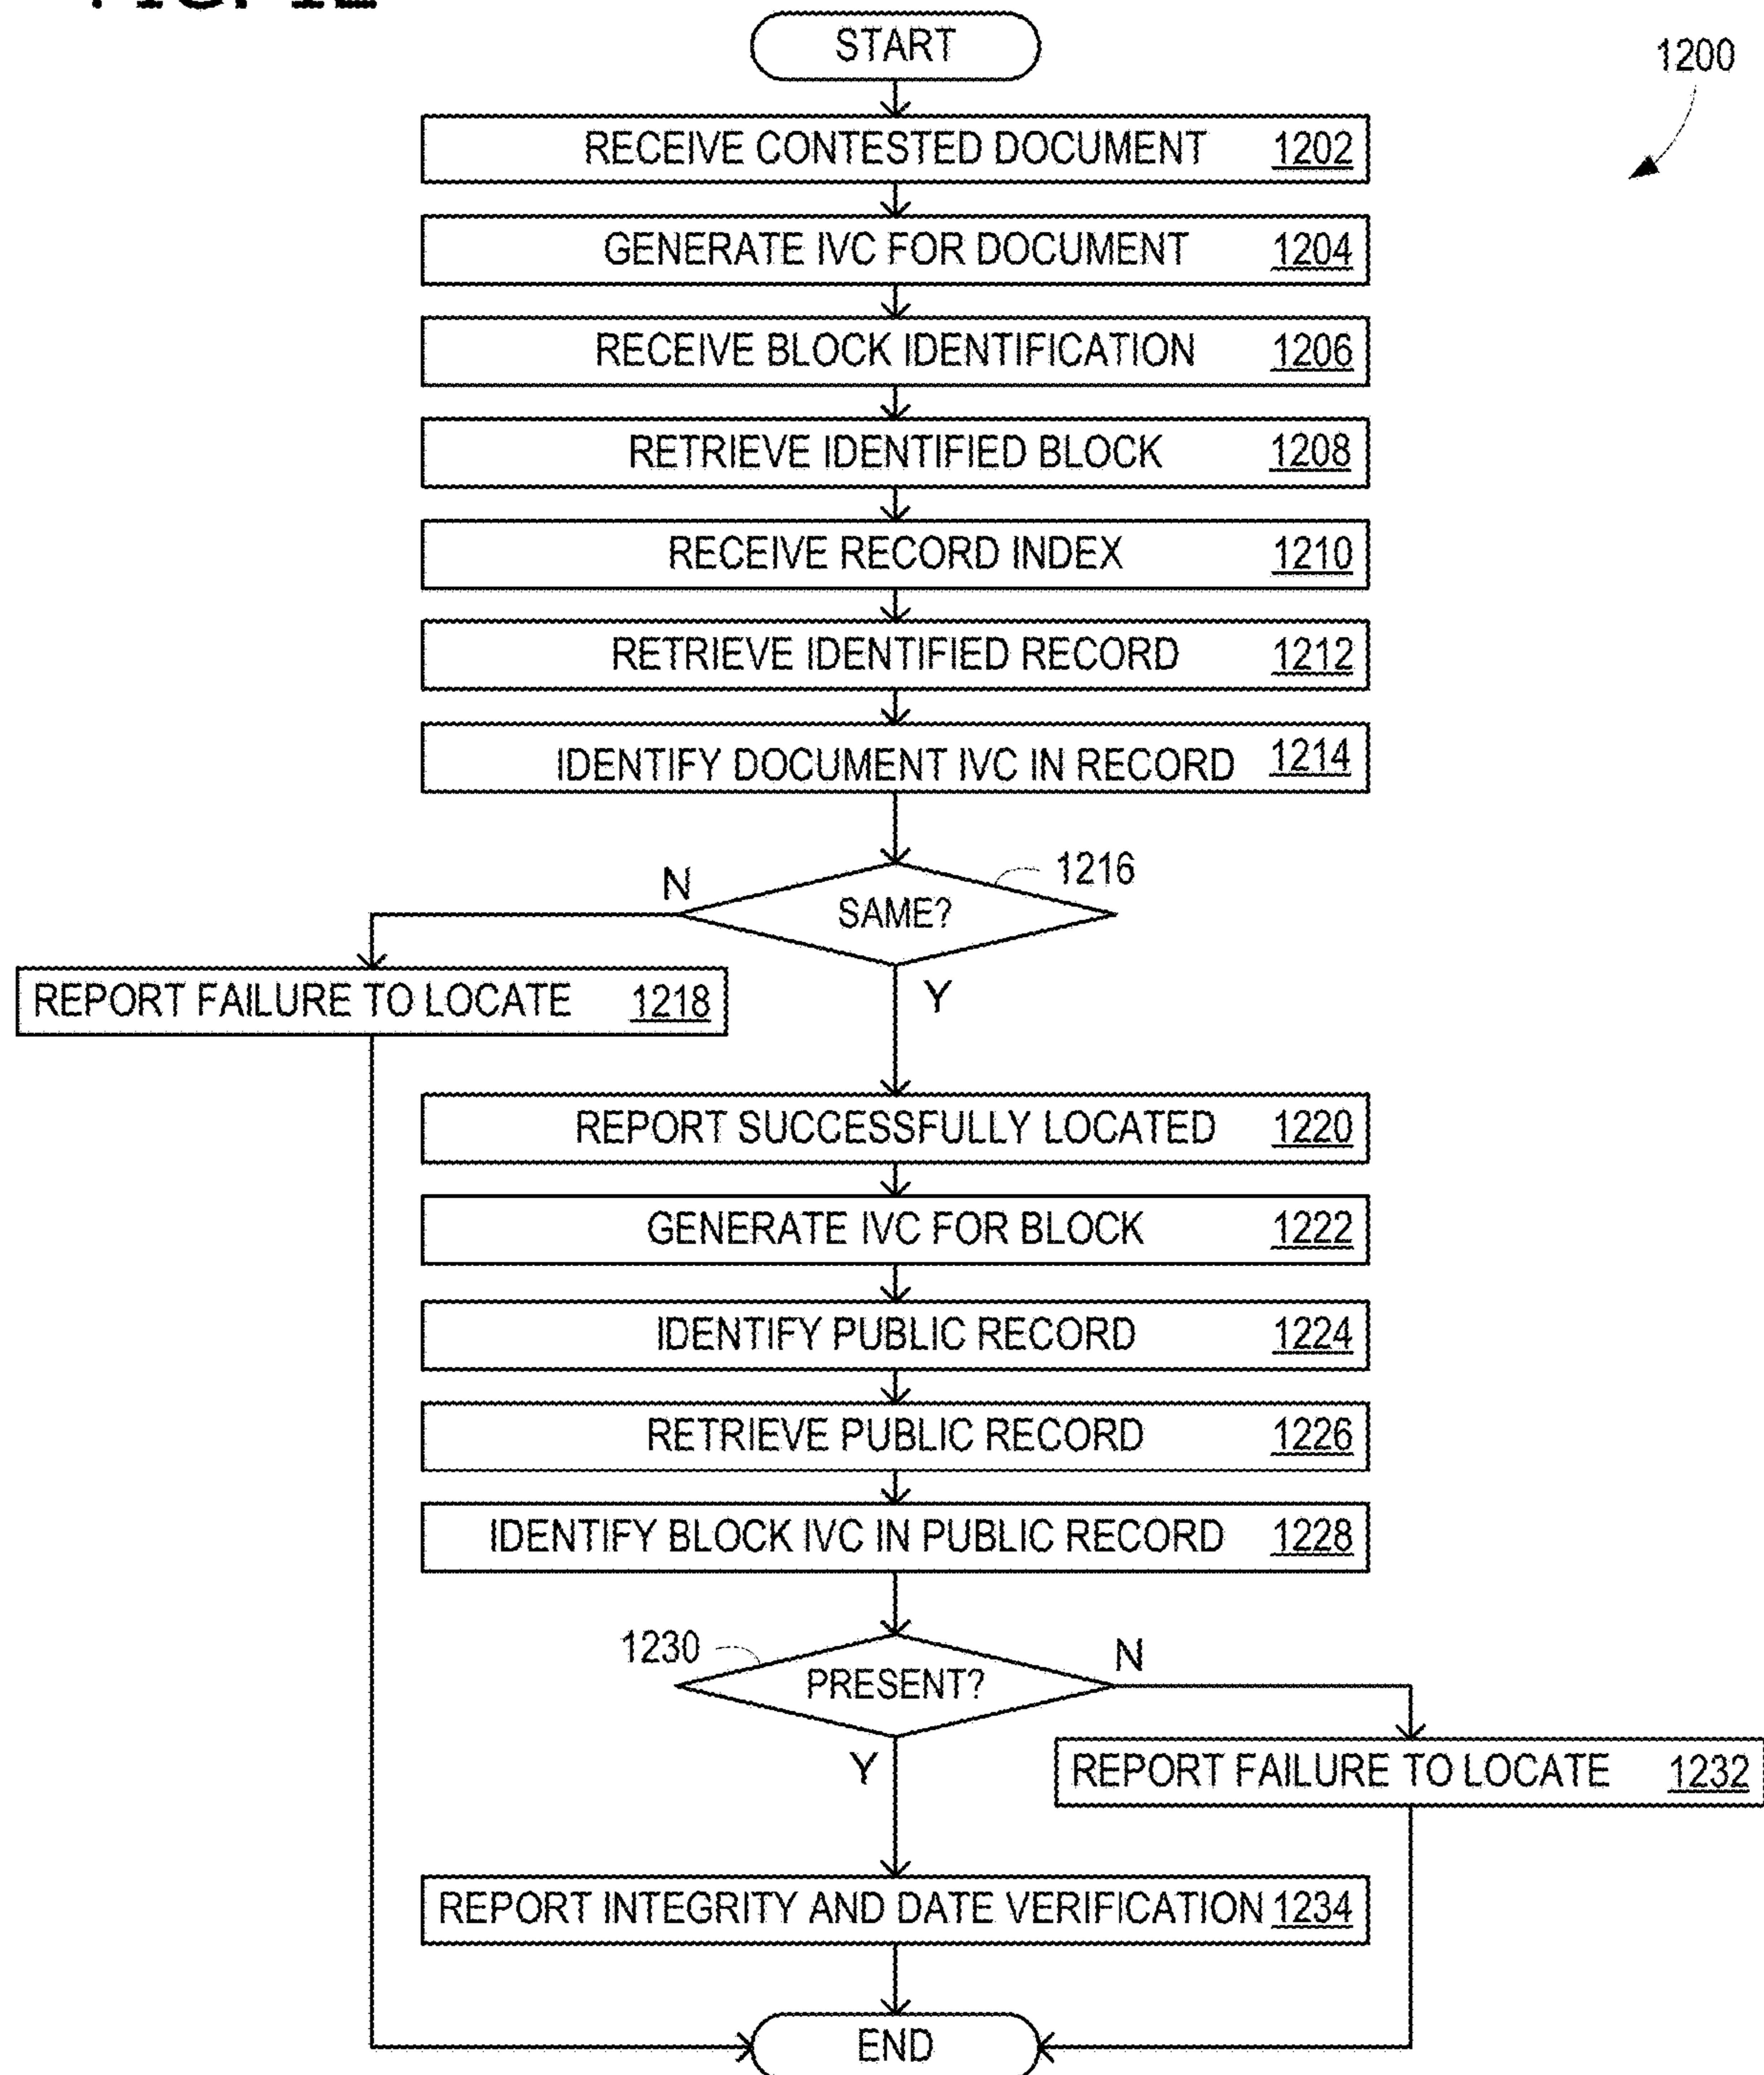 START
1200
RECEIVE CONTESTED DOCUMENT 1202
GENERATE IVC FOR DOCUMENT 1204
RECEIVE BLOCK IDENTIFICATION 1206
RETRIEVE IDENTIFIED BLOCK 1208
RECEIVE RECORD INDEX 1210
RETRIEVE IDENTIFIED RECORD 1212
IDENTIFY DOCUMENT IVC IN RECORD 1214
1216
N
SAME?
Y
REPORT FAILURE TO LOCATE 1218
REPORT SUCCESSFULLY LOCATED 1220
GENERATE IVC FOR BLOCK 1222
IDENTIFY PUBLIC RECORD 1224
RETRIEVE PUBLIC RECORD 1226
IDENTIFY BLOCK IVC IN PUBLIC RECORD 1228
1230
N
PRESENT?
Y
REPORT FAILURE TO LOCATE 1232
REPORT INTEGRITY AND DATE VERIFICATION 1234
END